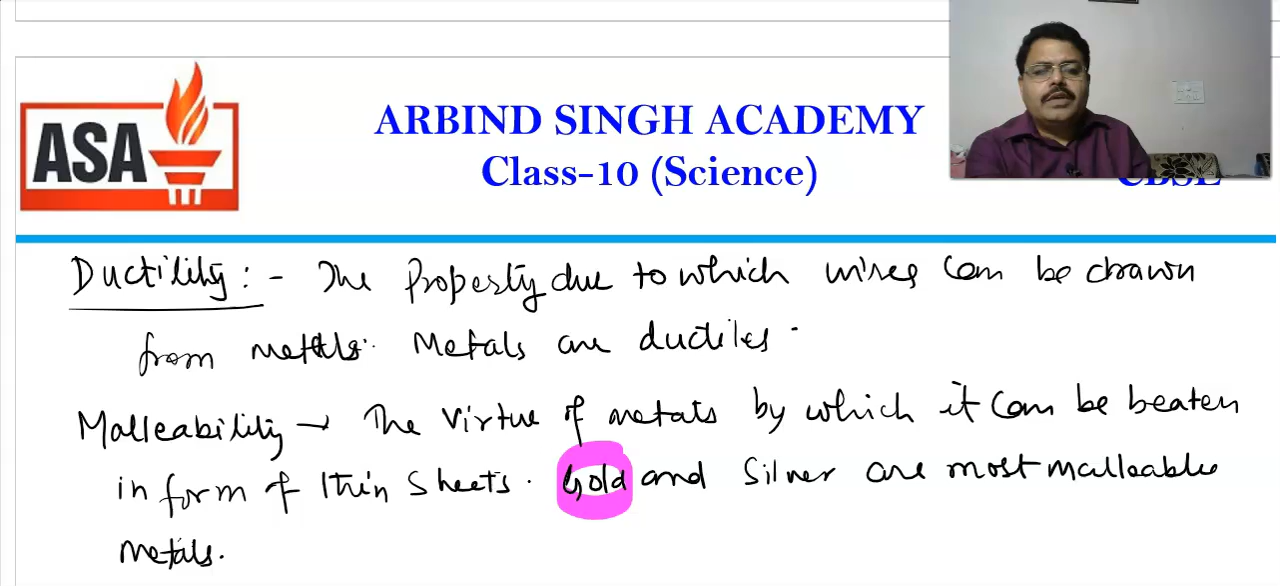 ASA
ARBIND SINGH ACADEMY
Class-10 (Science)
CBSE
Ductility :- The Property due to which wires can be drawn
from metals. Metals are ductiles.
Malleability → The virtue of metals by which it can be beaten
in form of thin sheets. Gold and Silver are most malleable
metals.